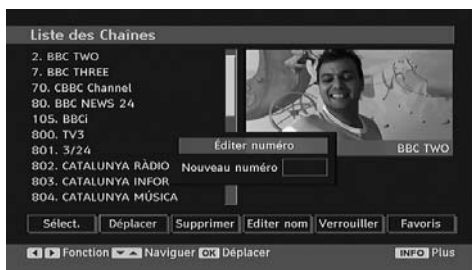 Liste des Chaînes
2. BBC TWO
7. BBC THREE
70. CBBC Channel
80. BBC NEWS 24
105. BBCi
800. TV3
801. 3/24
802. CATALUNYA RÀDIO
803. CATALUNYA INFOR
804. CATALUNYA MÚSICA
BBC TWO
Éditer numéro
Nouveau numéro
Sélect. Déplacer Supprimer Editer nom Verrouiller Favoris
Fonction Naviguer OK Déplacer INFO Plus